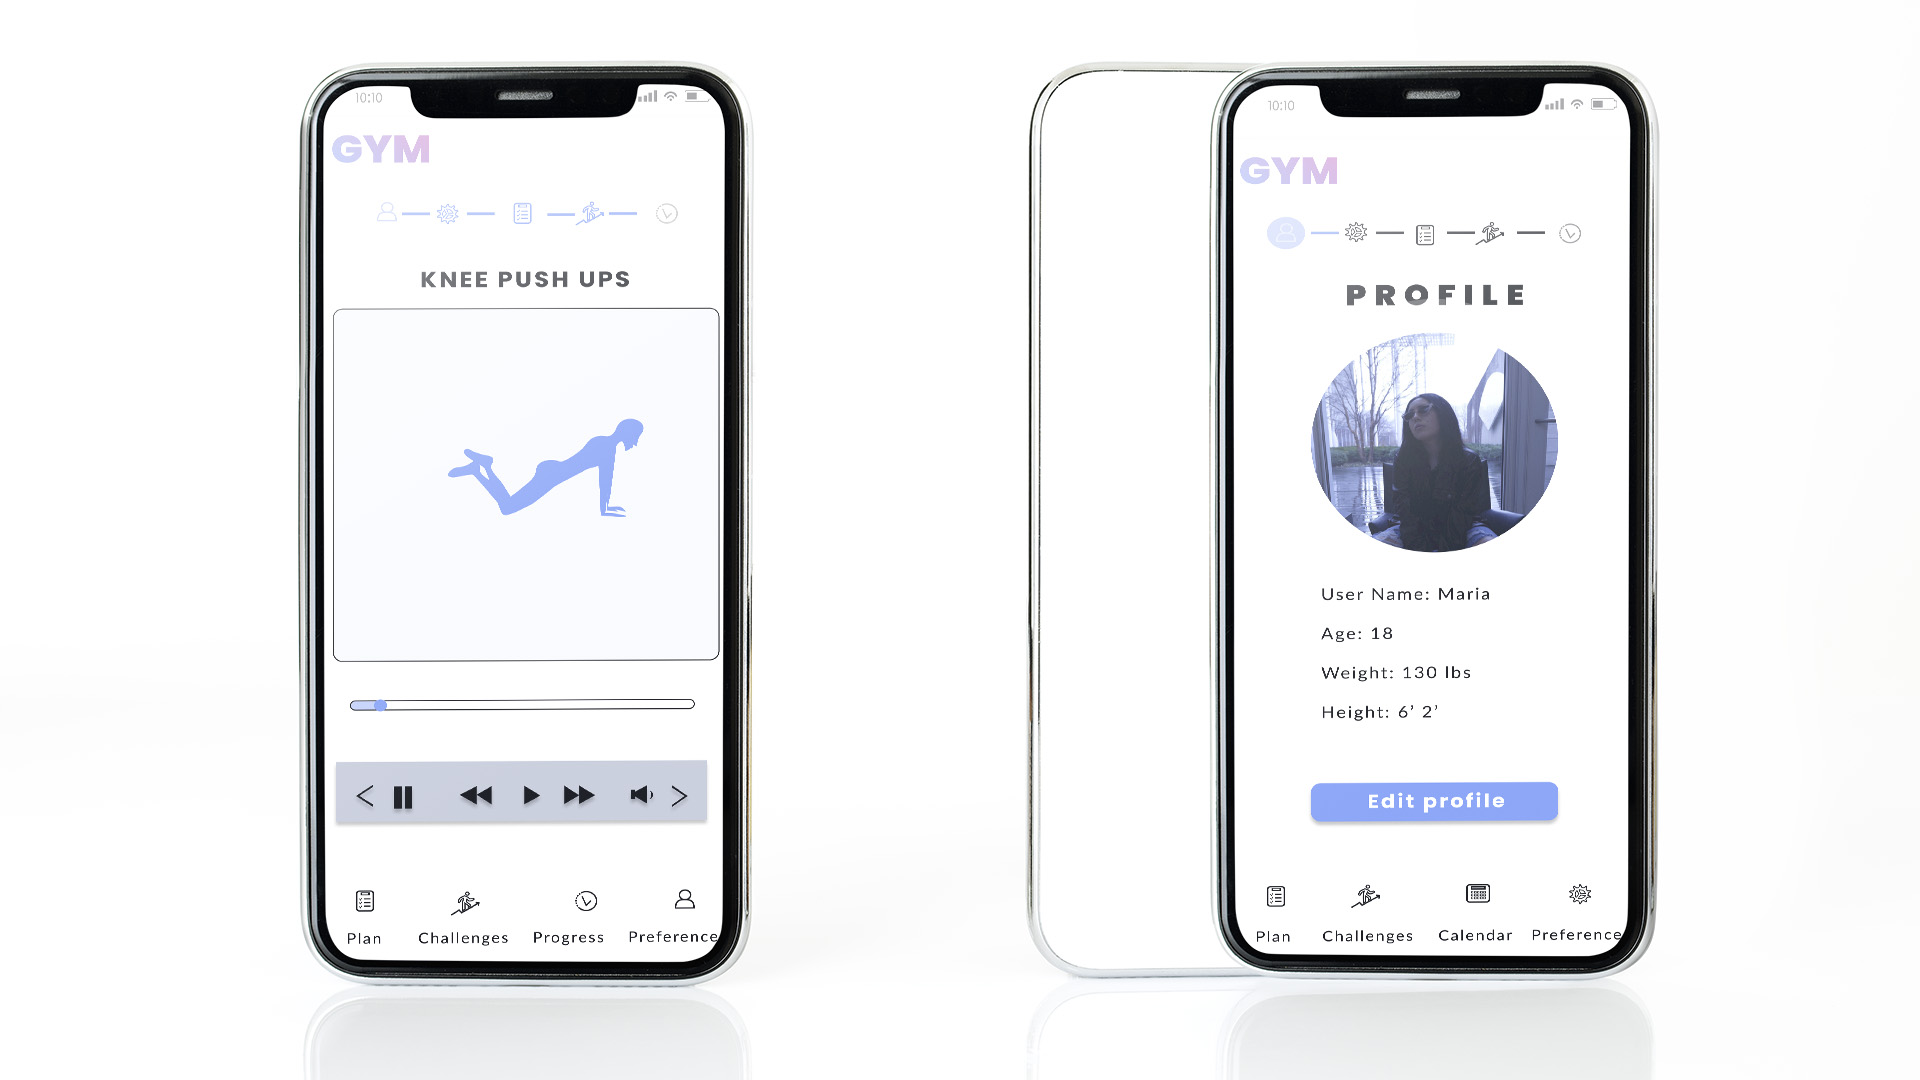 10:10
GYM
KNEE PUSH UPS
Plan
Challenges
Progress
Preference
10:10
GYM
PROFILE
User Name: Maria
Age: 18
Weight: 130 lbs
Height: 6’ 2’
Edit profile
Plan
Challenges
Calendar
Preference